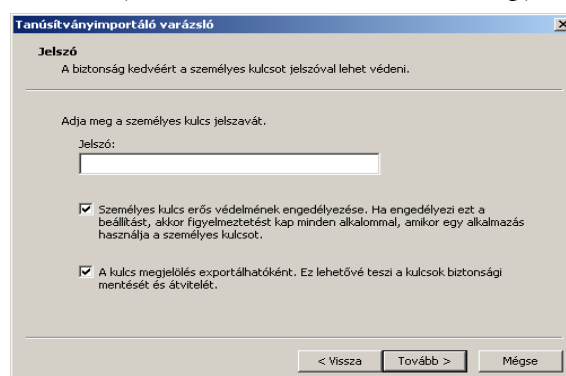 Tanúsítványimportáló varázsló
Jelszó
A biztonság kedvéért a személyes kulcsot jelszóval lehet védeni.
Adja meg a személyes kulcs jelszavát.
Jelszó:
Személyes kulcs erős védelmének engedélyezése. Ha engedélyezi ezt a
beállítást, akkor figyelmeztetést kap minden alkalommal, amikor egy alkalmazás
használja a személyes kulcsot.
A kulcs megjelölés exportálhatóként. Ez lehetővé teszi a kulcsok biztonsági
mentését és átvitelét.
< Vissza Tovább > Mégse